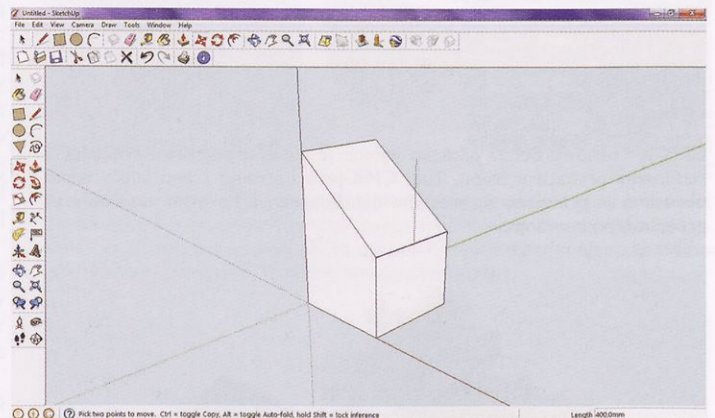 Untitled - SketchUp
File Edit View Camera Draw Tools Window Help
Pick two points to move. Ctrl = toggle Copy, Alt = toggle Auto-fold, hold Shift = lock inference
Length 400.0mm